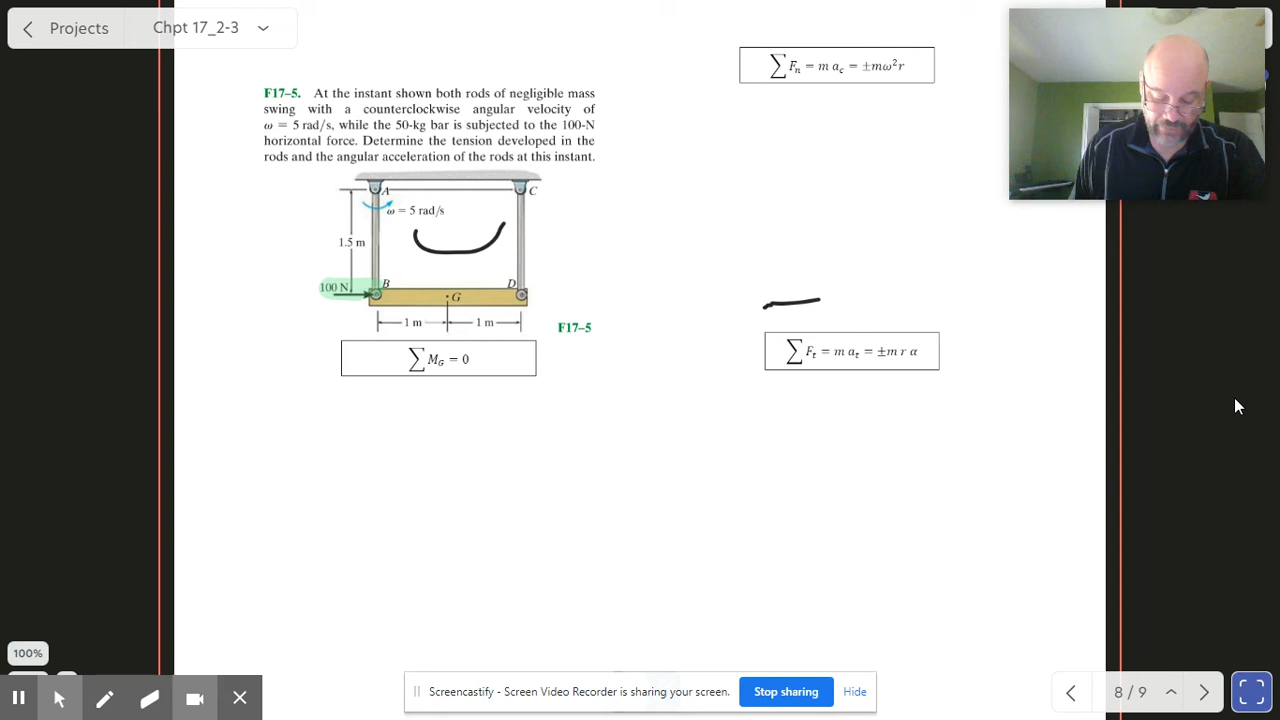 Projects
Chpt 17_2-3
∑ Fn = m ac = ±mω²r
F17–5. At the instant shown both rods of negligible mass
swing with a counterclockwise angular velocity of
ω = 5 rad/s, while the 50-kg bar is subjected to the 100-N
horizontal force. Determine the tension developed in the
rods and the angular acceleration of the rods at this instant.
A
C
ω = 5 rad/s
1.5 m
100 N
B
D
G
1 m
1 m
F17–5
∑ MG = 0
∑ Ft = m at = ±m r α
100%
Screencastify - Screen Video Recorder is sharing your screen.
Stop sharing
Hide
8 / 9